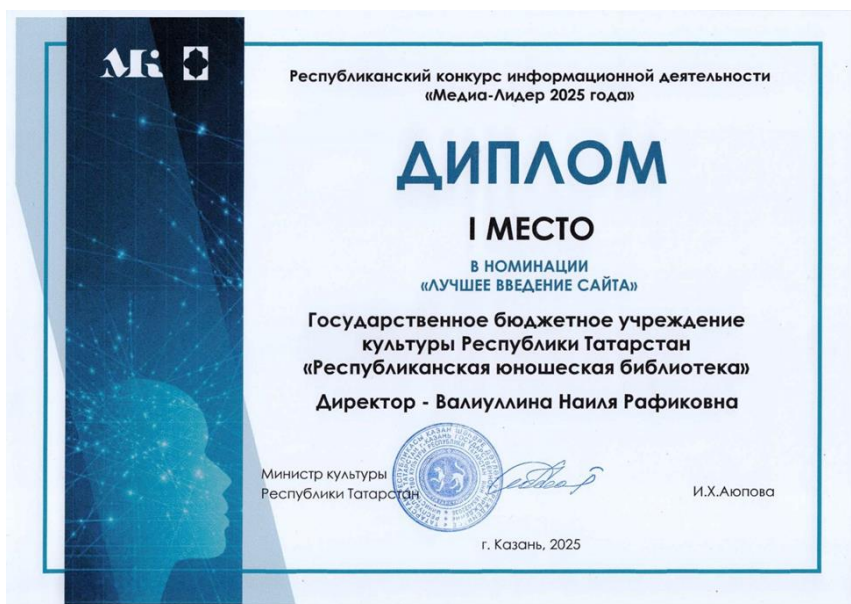 МК
Республиканский конкурс информационной деятельности
«Медиа-Лидер 2025 года»
ДИПЛОМ
I МЕСТО
В НОМИНАЦИИ
«ЛУЧШЕЕ ВВЕДЕНИЕ САЙТА»
Государственное бюджетное учреждение
культуры Республики Татарстан
«Республиканская юношеская библиотека»
Директор - Валиуллина Наиля Рафиковна
Министр культуры
Республики Татарстан
И.Х.Аюпова
г. Казань, 2025